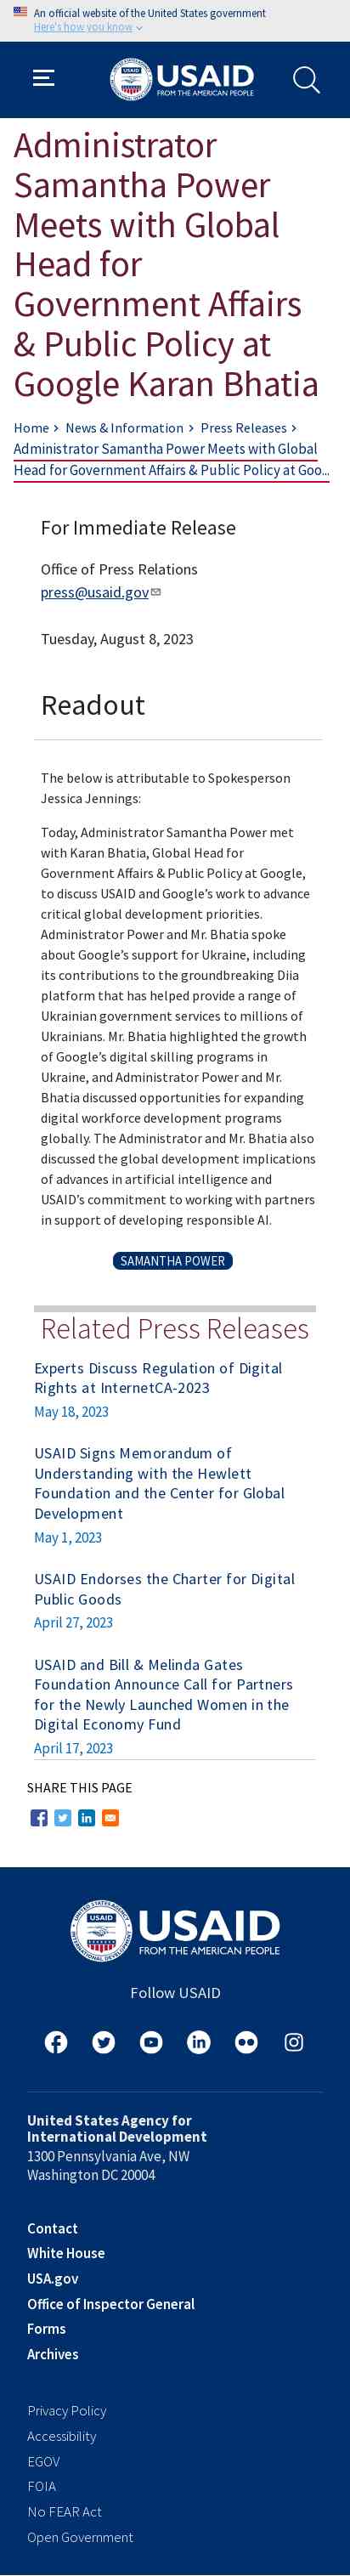 An official website of the United States government
Here's how you know
USAID
FROM THE AMERICAN PEOPLE
Administrator
Samantha Power
Meets with Global
Head for
Government Affairs
& Public Policy at
Google Karan Bhatia
Home › News & Information › Press Releases ›
Administrator Samantha Power Meets with Global
Head for Government Affairs & Public Policy at Goo...
For Immediate Release
Office of Press Relations
press@usaid.gov
Tuesday, August 8, 2023
Readout
The below is attributable to Spokesperson
Jessica Jennings:
Today, Administrator Samantha Power met
with Karan Bhatia, Global Head for
Government Affairs & Public Policy at Google,
to discuss USAID and Google’s work to advance
critical global development priorities.
Administrator Power and Mr. Bhatia spoke
about Google’s support for Ukraine, including
its contributions to the groundbreaking Diia
platform that has helped provide a range of
Ukrainian government services to millions of
Ukrainians. Mr. Bhatia highlighted the growth
of Google’s digital skilling programs in
Ukraine, and Administrator Power and Mr.
Bhatia discussed opportunities for expanding
digital workforce development programs
globally. The Administrator and Mr. Bhatia also
discussed the global development implications
of advances in artificial intelligence and
USAID’s commitment to working with partners
in support of developing responsible AI.
SAMANTHA POWER
Related Press Releases
Experts Discuss Regulation of Digital
Rights at InternetCA-2023
May 18, 2023
USAID Signs Memorandum of
Understanding with the Hewlett
Foundation and the Center for Global
Development
May 1, 2023
USAID Endorses the Charter for Digital
Public Goods
April 27, 2023
USAID and Bill & Melinda Gates
Foundation Announce Call for Partners
for the Newly Launched Women in the
Digital Economy Fund
April 17, 2023
SHARE THIS PAGE
USAID
FROM THE AMERICAN PEOPLE
Follow USAID
United States Agency for
International Development
1300 Pennsylvania Ave, NW
Washington DC 20004
Contact
White House
USA.gov
Office of Inspector General
Forms
Archives
Privacy Policy
Accessibility
EGOV
FOIA
No FEAR Act
Open Government